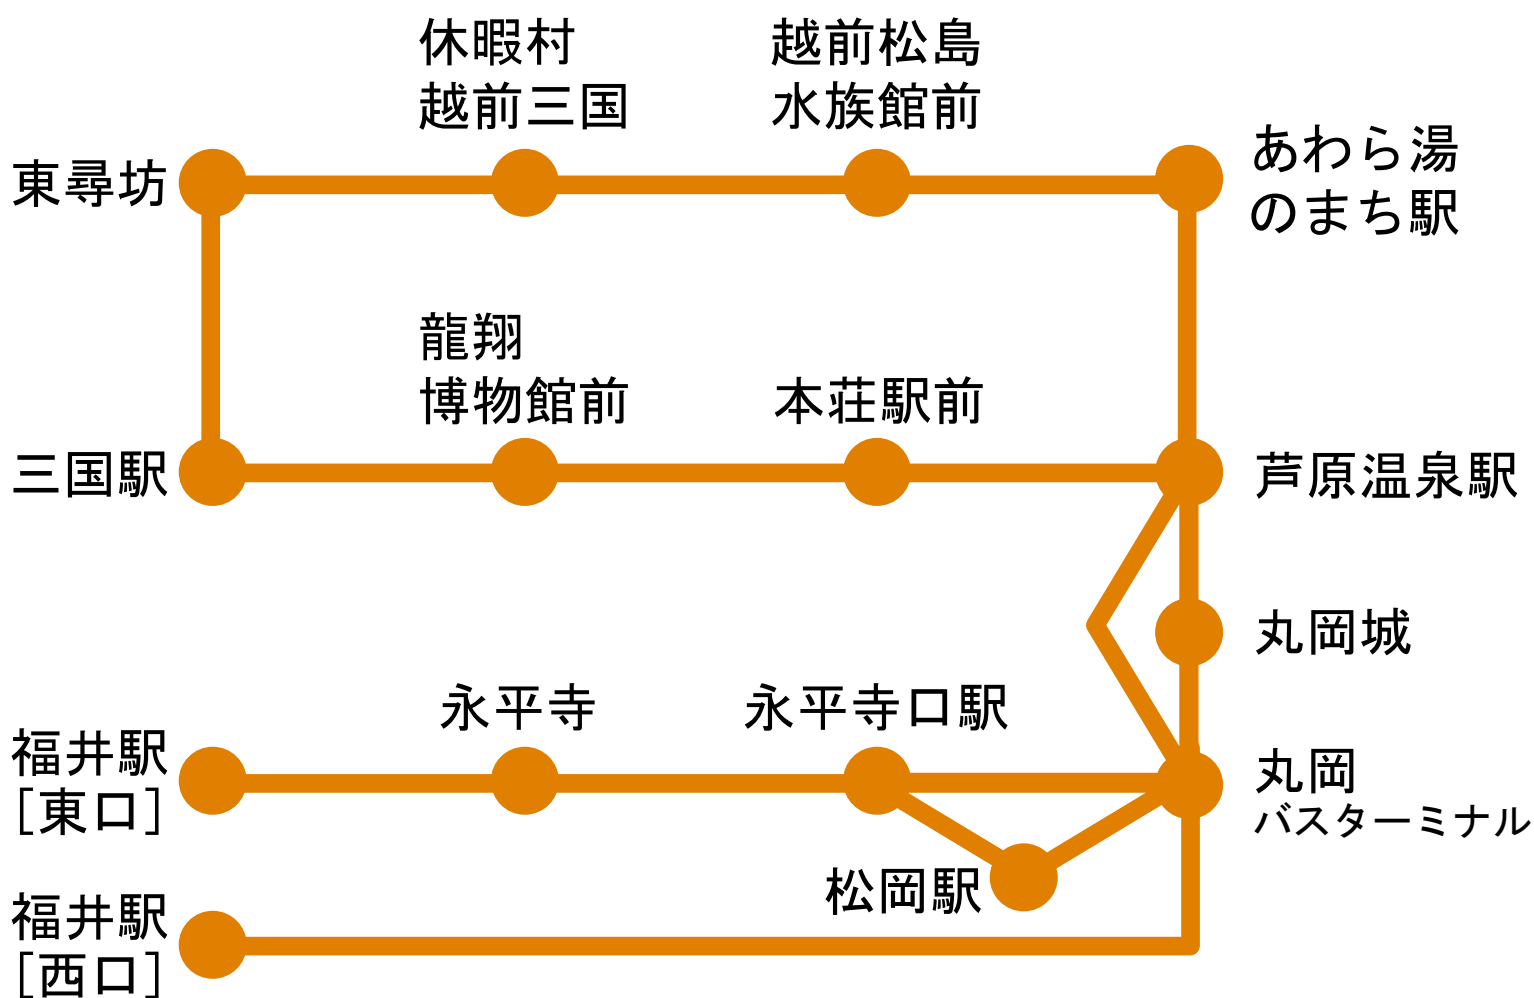 休暇村
越前三国
越前松島
水族館前
東尋坊
あわら湯
のまち駅
龍翔
博物館前
本荘駅前
三国駅
芦原温泉駅
丸岡城
永平寺
永平寺口駅
福井駅
［東口］
丸岡
バスターミナル
松岡駅
福井駅
［西口］